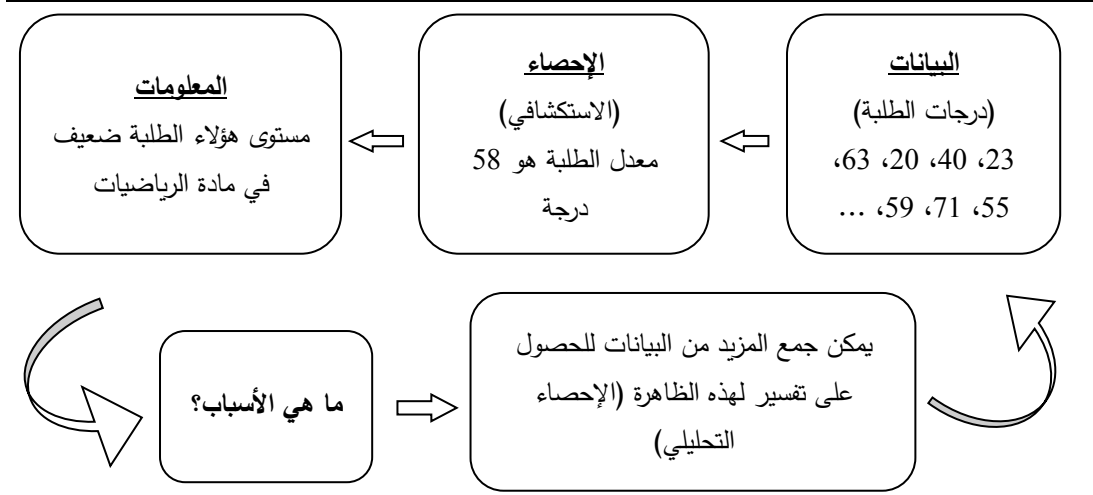 البيانات
(درجات الطلبة)
23، 40، 20، 63،
55، 71، 59، ...
الإحصاء
(الاستكشافي)
معدل الطلبة هو 58
درجة
المعلومات
مستوى هؤلاء الطلبة ضعيف
في مادة الرياضيات
ما هي الأسباب؟
يمكن جمع المزيد من البيانات للحصول
على تفسير لهذه الظاهرة (الإحصاء
التحليلي)